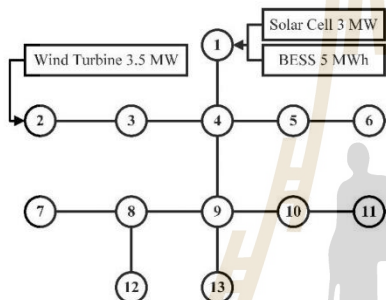 Solar Cell 3 MW
1
Wind Turbine 3.5 MW
BESS 5 MWh
2 3 4 5 6
7 8 9 10 11
12 13